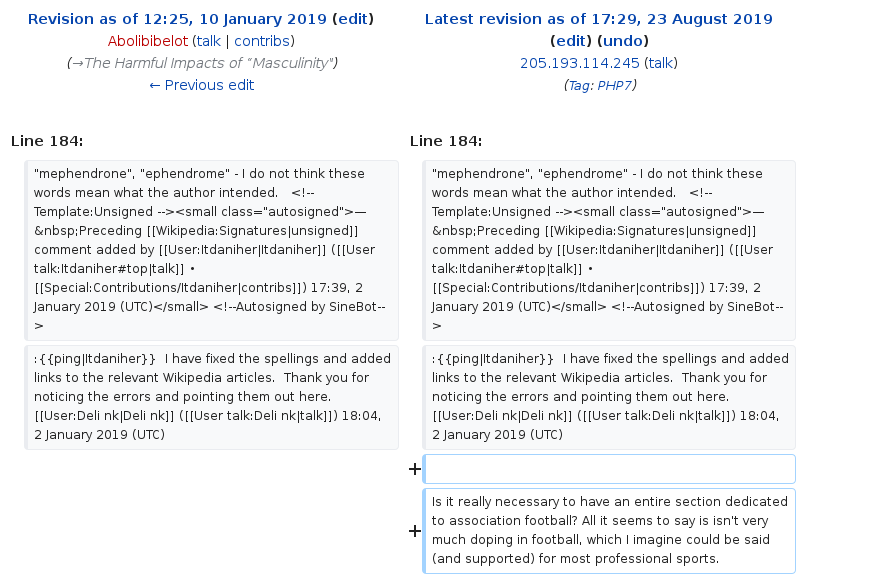 Revision as of 12:25, 10 January 2019 (edit)
Abolibibelot (talk | contribs)
(→The Harmful Impacts of "Masculinity")
← Previous edit
Latest revision as of 17:29, 23 August 2019
(edit) (undo)
205.193.114.245 (talk)
(Tag: PHP7)
Line 184:
"mephendrone", "ephendrome" - I do not think these
words mean what the author intended.   <!--
Template:Unsigned --><small class="autosigned">—
&nbsp;Preceding [[Wikipedia:Signatures|unsigned]]
comment added by [[User:Itdaniher|Itdaniher]] ([[User
talk:Itdaniher#top|talk]] •
[[Special:Contributions/Itdaniher|contribs]]) 17:39, 2
January 2019 (UTC)</small> <!--Autosigned by SineBot--
>
:{{ping|Itdaniher}}  I have fixed the spellings and added
links to the relevant Wikipedia articles.  Thank you for
noticing the errors and pointing them out here.
[[User:Deli nk|Deli nk]] ([[User talk:Deli nk|talk]]) 18:04,
2 January 2019 (UTC)
Line 184:
"mephendrone", "ephendrome" - I do not think these
words mean what the author intended.   <!--
Template:Unsigned --><small class="autosigned">—
&nbsp;Preceding [[Wikipedia:Signatures|unsigned]]
comment added by [[User:Itdaniher|Itdaniher]] ([[User
talk:Itdaniher#top|talk]] •
[[Special:Contributions/Itdaniher|contribs]]) 17:39, 2
January 2019 (UTC)</small> <!--Autosigned by SineBot--
>
:{{ping|Itdaniher}}  I have fixed the spellings and added
links to the relevant Wikipedia articles.  Thank you for
noticing the errors and pointing them out here.
[[User:Deli nk|Deli nk]] ([[User talk:Deli nk|talk]]) 18:04,
2 January 2019 (UTC)
+
+
Is it really necessary to have an entire section dedicated
to association football? All it seems to say is isn't very
much doping in football, which I imagine could be said
(and supported) for most professional sports.